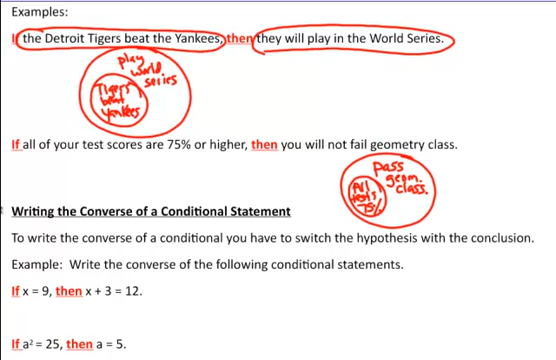 Examples:
If the Detroit Tigers beat the Yankees, then they will play in the World Series.
play
world
series
Tigers
beat
Yankees
If all of your test scores are 75% or higher, then you will not fail geometry class.
pass
geom.
class.
All
tests
75%
Writing the Converse of a Conditional Statement
To write the converse of a conditional you have to switch the hypothesis with the conclusion.
Example: Write the converse of the following conditional statements.
If x = 9, then x + 3 = 12.
If a² = 25, then a = 5.